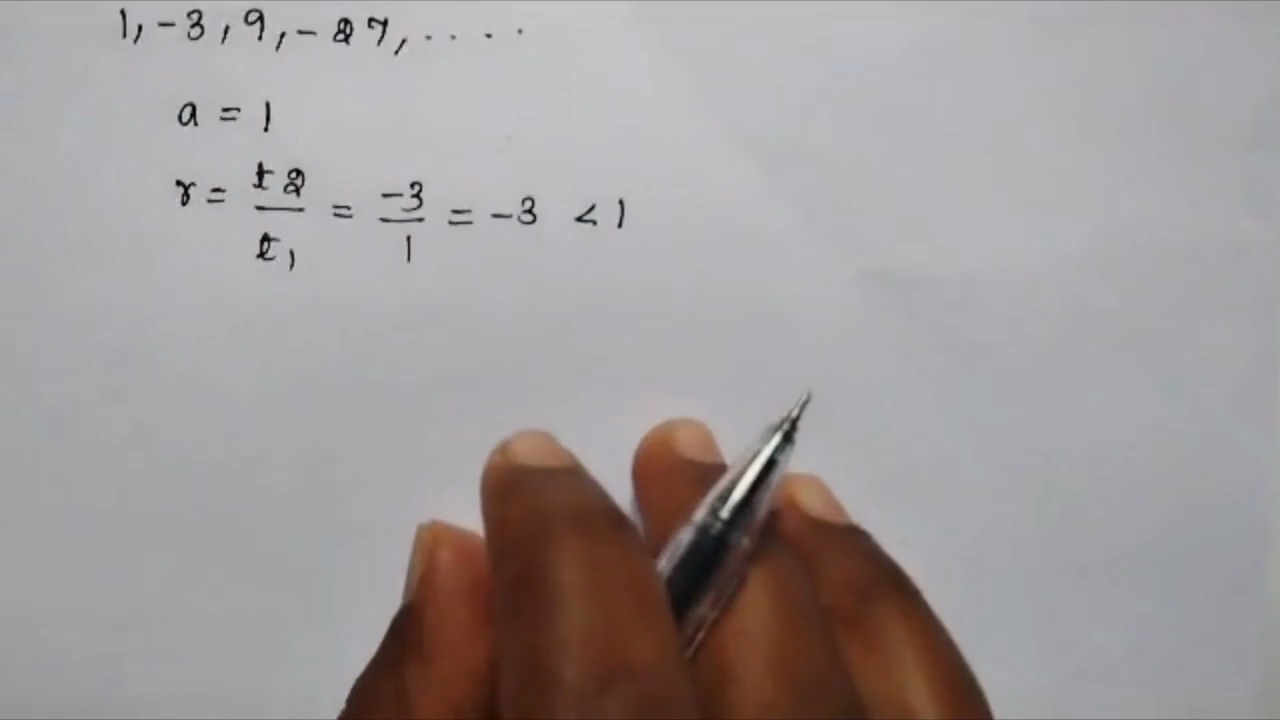 1, -3, 9, -27, ....
a = 1
r = t2/t1 = -3/1 = -3 < 1